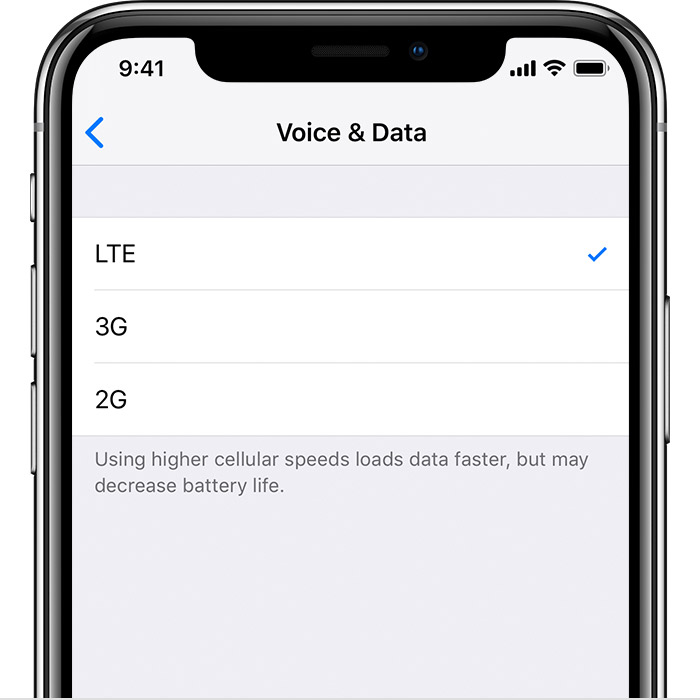 9:41
Voice & Data
LTE
3G
2G
Using higher cellular speeds loads data faster, but may
decrease battery life.